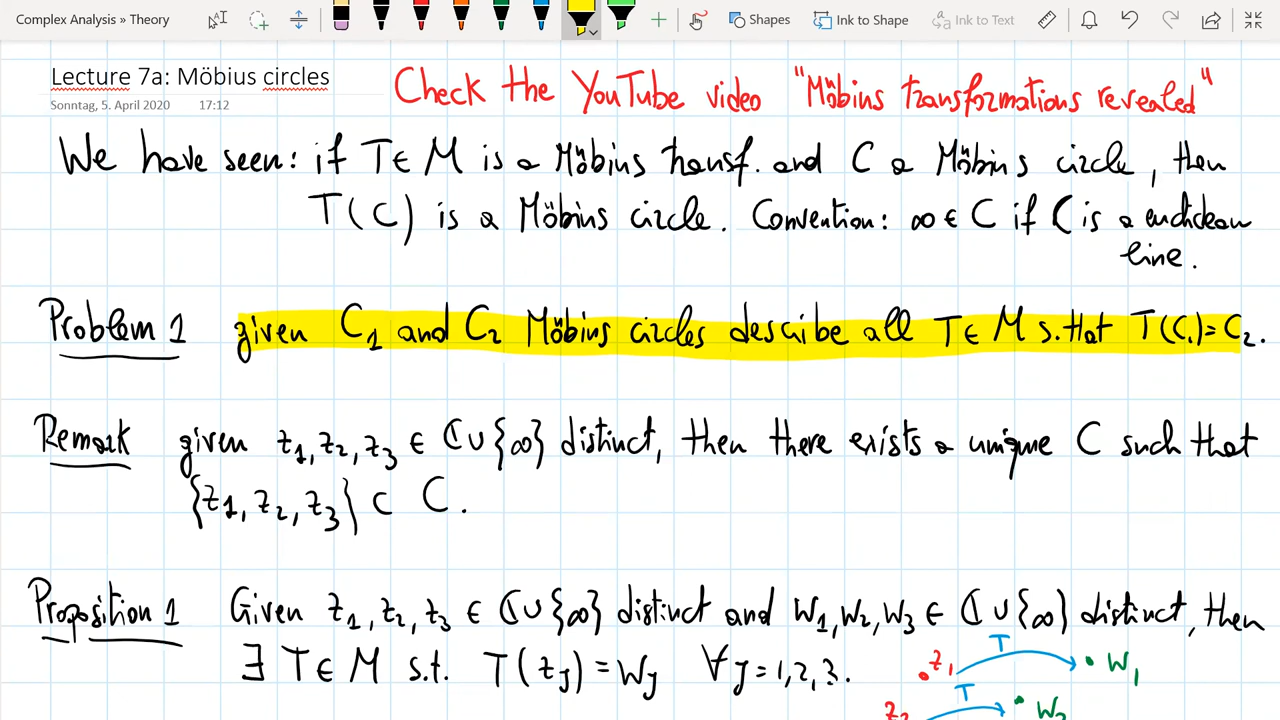 Complex Analysis » Theory
Shapes
Ink to Shape
Ink to Text
Lecture 7a: Möbius circles
Sonntag, 5. April 2020 17:12
Check the YouTube video "Möbius transformations revealed"
We have seen: if T ∈ M is a Möbius transf. and C a Möbius circle, then
T(C) is a Möbius circle. Convention: ∞ ∈ C if C is a euclidean
line.
Problem 1 given C₁ and C₂ Möbius circles describe all T ∈ M s. that T(C₁) = C₂.
Remark given z₁, z₂, z₃ ∈ ℂ ∪ {∞} distinct, then there exists a unique C such that
{z₁, z₂, z₃} ⊂ C.
Proposition 1 Given z₁, z₂, z₃ ∈ ℂ ∪ {∞} distinct and w₁, w₂, w₃ ∈ ℂ ∪ {∞} distinct, then
∃ T ∈ M s.t. T(zⱼ) = wⱼ ∀ j = 1, 2, 3.
z₁ T w₁
z₂ T w₂